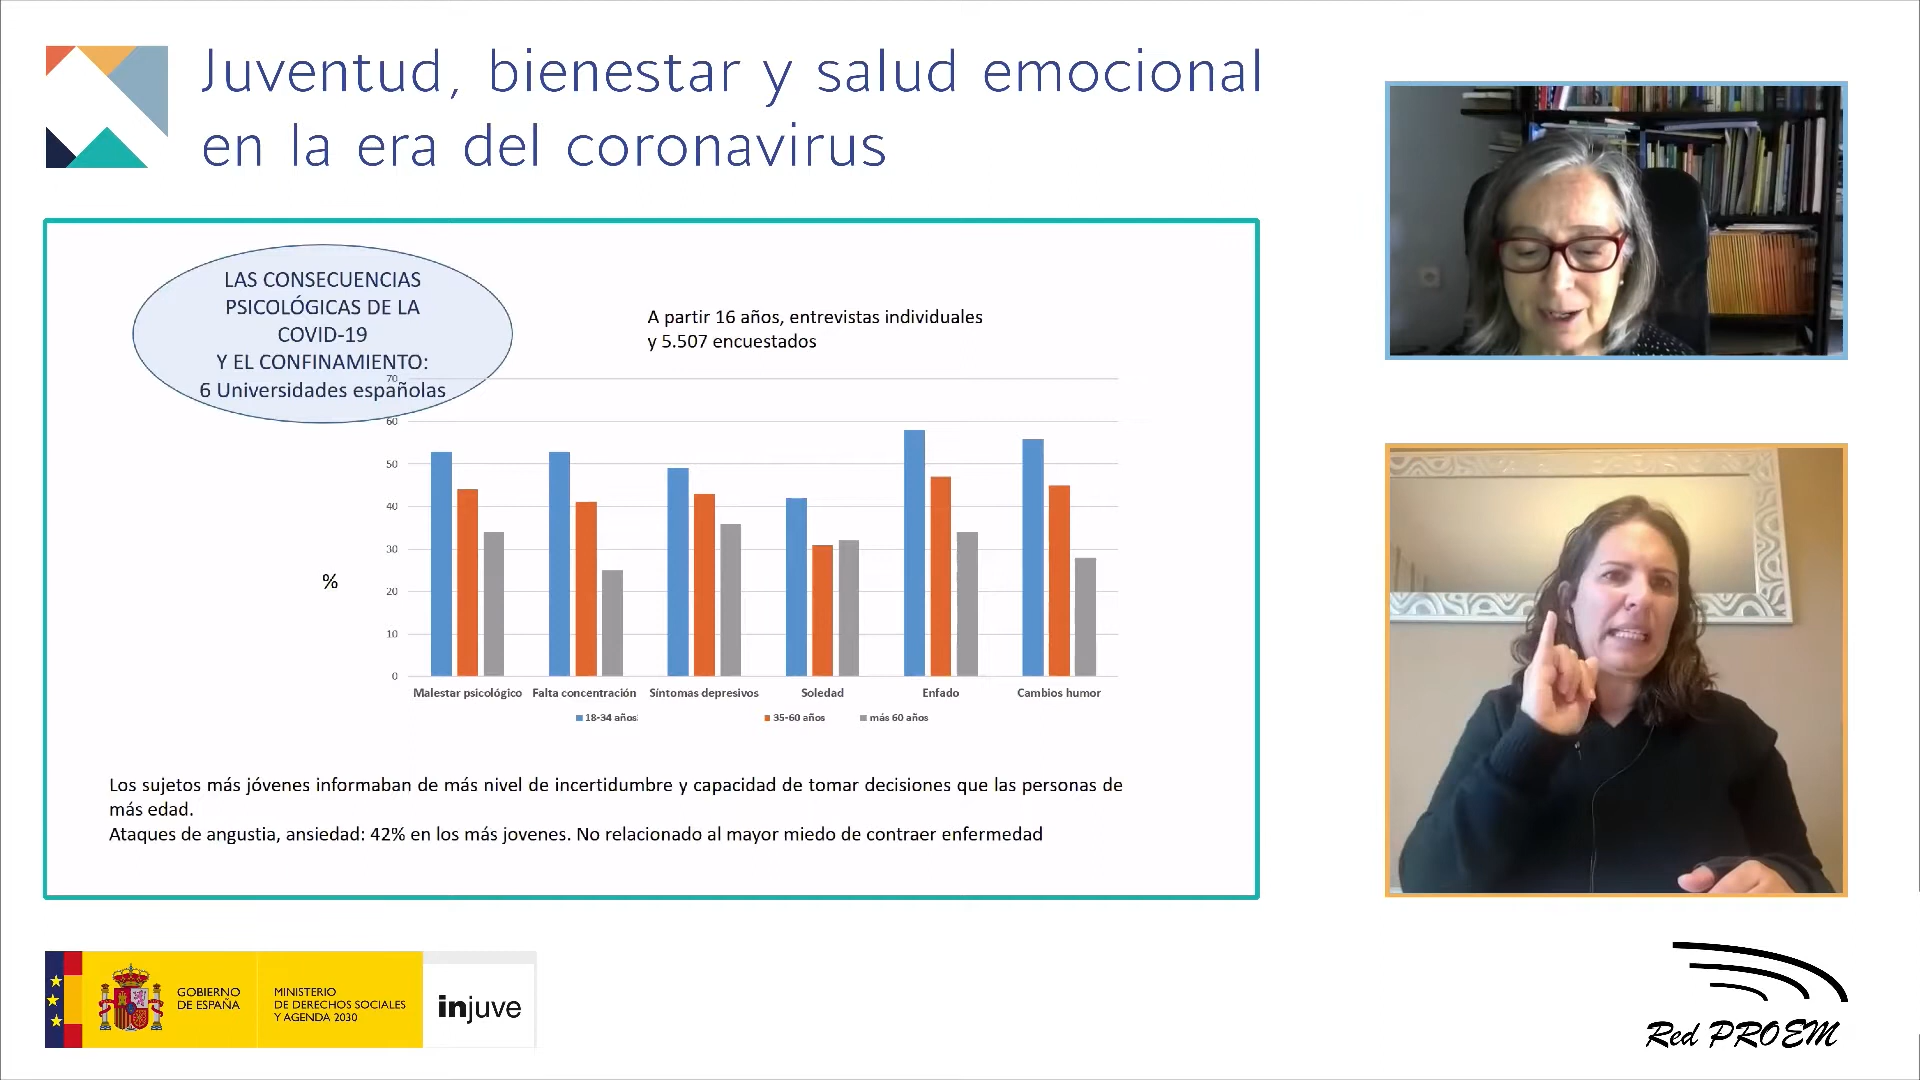 Juventud, bienestar y salud emocional
en la era del coronavirus
LAS CONSECUENCIAS
PSICOLÓGICAS DE LA
COVID-19
Y EL CONFINAMIENTO:
6 Universidades españolas
A partir 16 años, entrevistas individuales
y 5.507 encuestados
70
60
50
40
30
20
10
0
%
Malestar psicológico Falta concentración Síntomas depresivos Soledad Enfado Cambios humor
18-34 años 35-60 años más 60 años
Los sujetos más jóvenes informaban de más nivel de incertidumbre y capacidad de tomar decisiones que las personas de
más edad.
Ataques de angustia, ansiedad: 42% en los más jovenes. No relacionado al mayor miedo de contraer enfermedad
GOBIERNO
DE ESPAÑA
MINISTERIO
DE DERECHOS SOCIALES
Y AGENDA 2030
injuve
Red PROEM